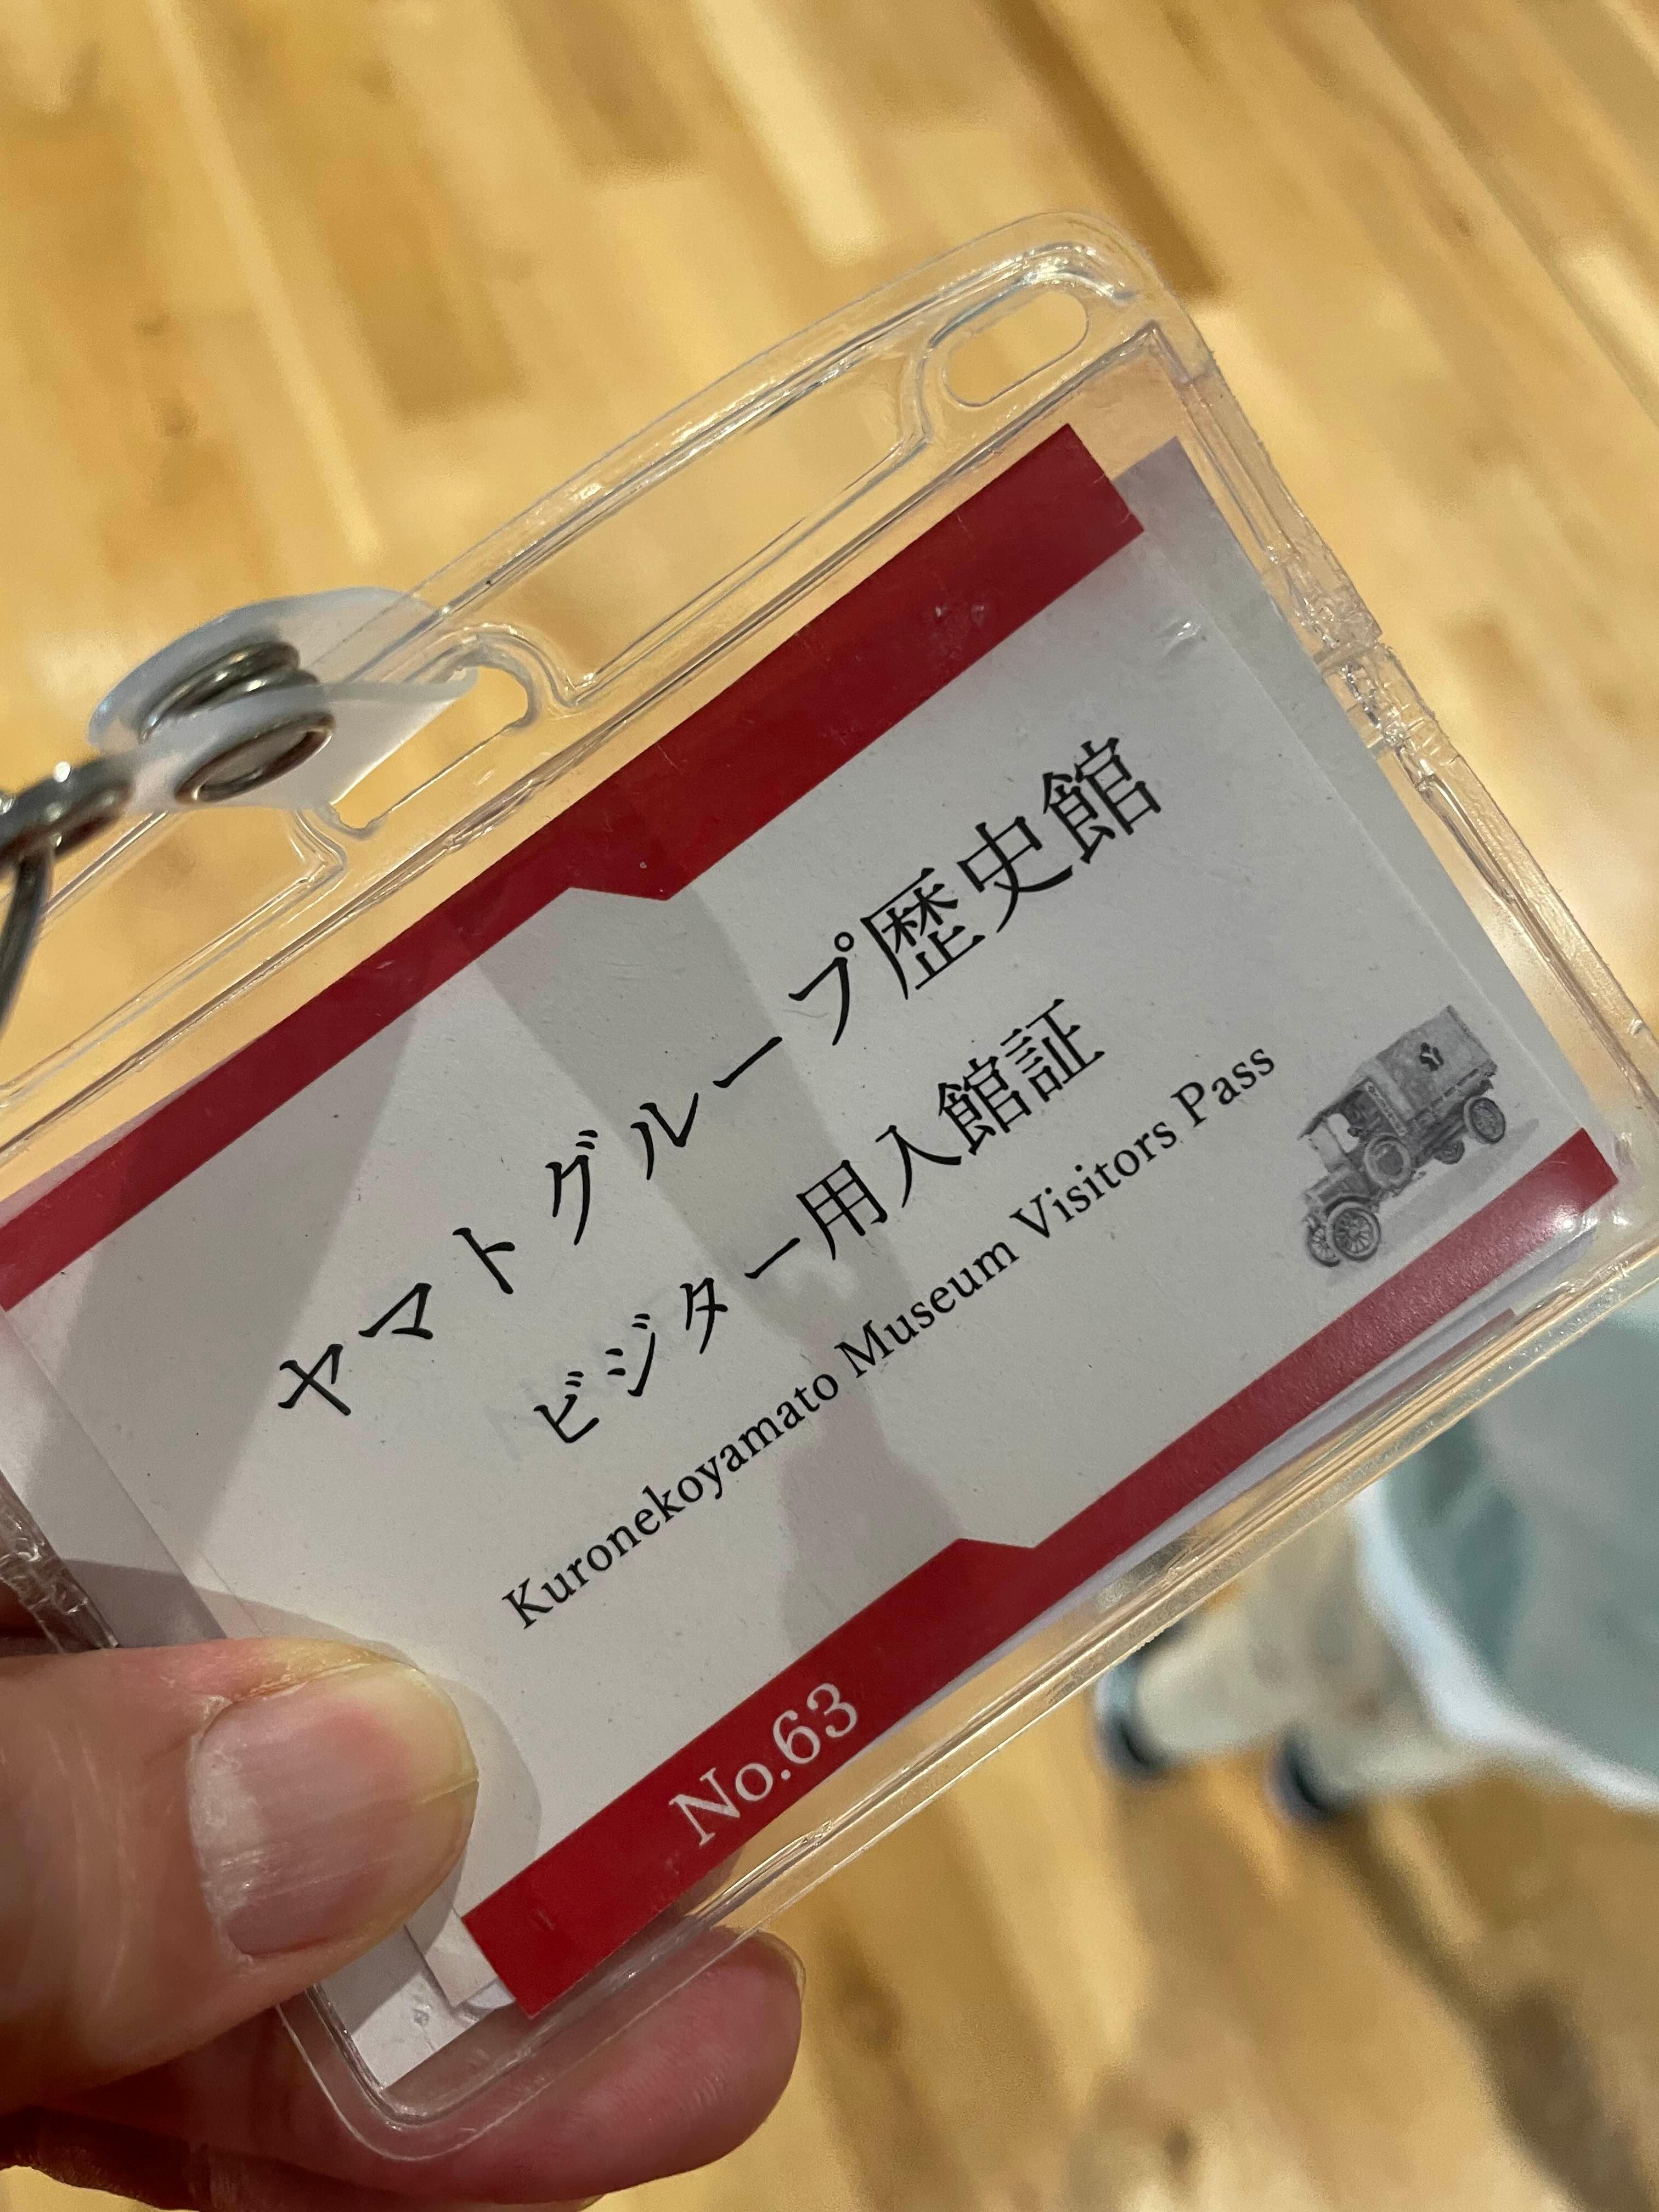 ヤマトグループ歴史館
ビジター用入館証
Kuronekoyamato Museum Visitors Pass
No.63